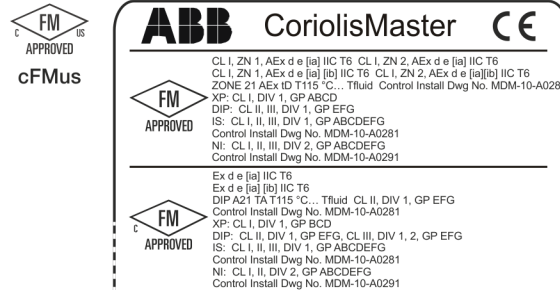 C FM US
APPROVED
cFMus
ABB CoriolisMaster CE
CL I, ZN 1, AEx d e [ia] IIC T6 CL I, ZN 2, AEx d e [ia] IIC T6
CL I, ZN 1, AEx d e [ia] [ib] IIC T6 CL I, ZN 2, AEx d e [ia][ib] IIC T6
ZONE 21 AEx tD T115 °C... Tfluid Control Install Dwg No. MDM-10-A028
XP: CL I, DIV 1, GP ABCD
DIP: CL II, III, DIV 1, GP EFG
IS: CL I, II, III, DIV 1, GP ABCDEFG
Control Install Dwg No. MDM-10-A0281
NI: CL I, II, III, DIV 2, GP ABCDEFG
Control Install Dwg No. MDM-10-A0291
FM
APPROVED
Ex d e [ia] IIC T6
Ex d e [ia] [ib] IIC T6
DIP A21 TA T115 °C... Tfluid CL II, DIV 1, GP EFG
Control Install Dwg No. MDM-10-A0281
XP: CL I, DIV 1, GP BCD
DIP: CL II, DIV 1, GP EFG, CL III, DIV 1, 2, GP EFG
IS: CL I, II, III, DIV 1, GP ABCDEFG
Control Install Dwg No. MDM-10-A0281
NI: CL I, II, DIV 2, GP ABCDEFG
Control Install Dwg No. MDM-10-A0291
C FM
APPROVED